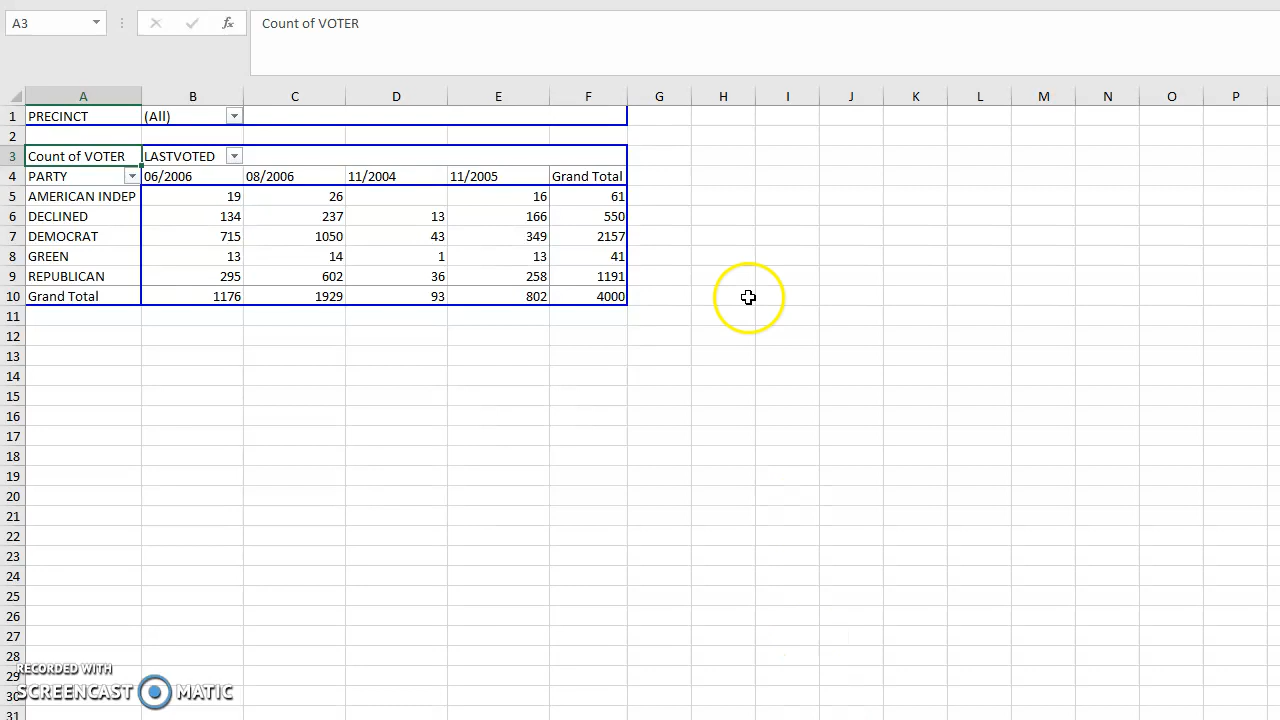 A3 fx Count of VOTER
A B C D E F G H I J K L M N O P
1 PRECINCT (All)
2
3 Count of VOTER LASTVOTED
4 PARTY 06/2006 08/2006 11/2004 11/2005 Grand Total
5 AMERICAN INDEP 19 26 16 61
6 DECLINED 134 237 13 166 550
7 DEMOCRAT 715 1050 43 349 2157
8 GREEN 13 14 1 13 41
9 REPUBLICAN 295 602 36 258 1191
10 Grand Total 1176 1929 93 802 4000
11
12
13
14
15
16
17
18
19
20
21
22
23
24
25
26
27
28
29
30
31
RECORDED WITH
SCREENCAST MATIC